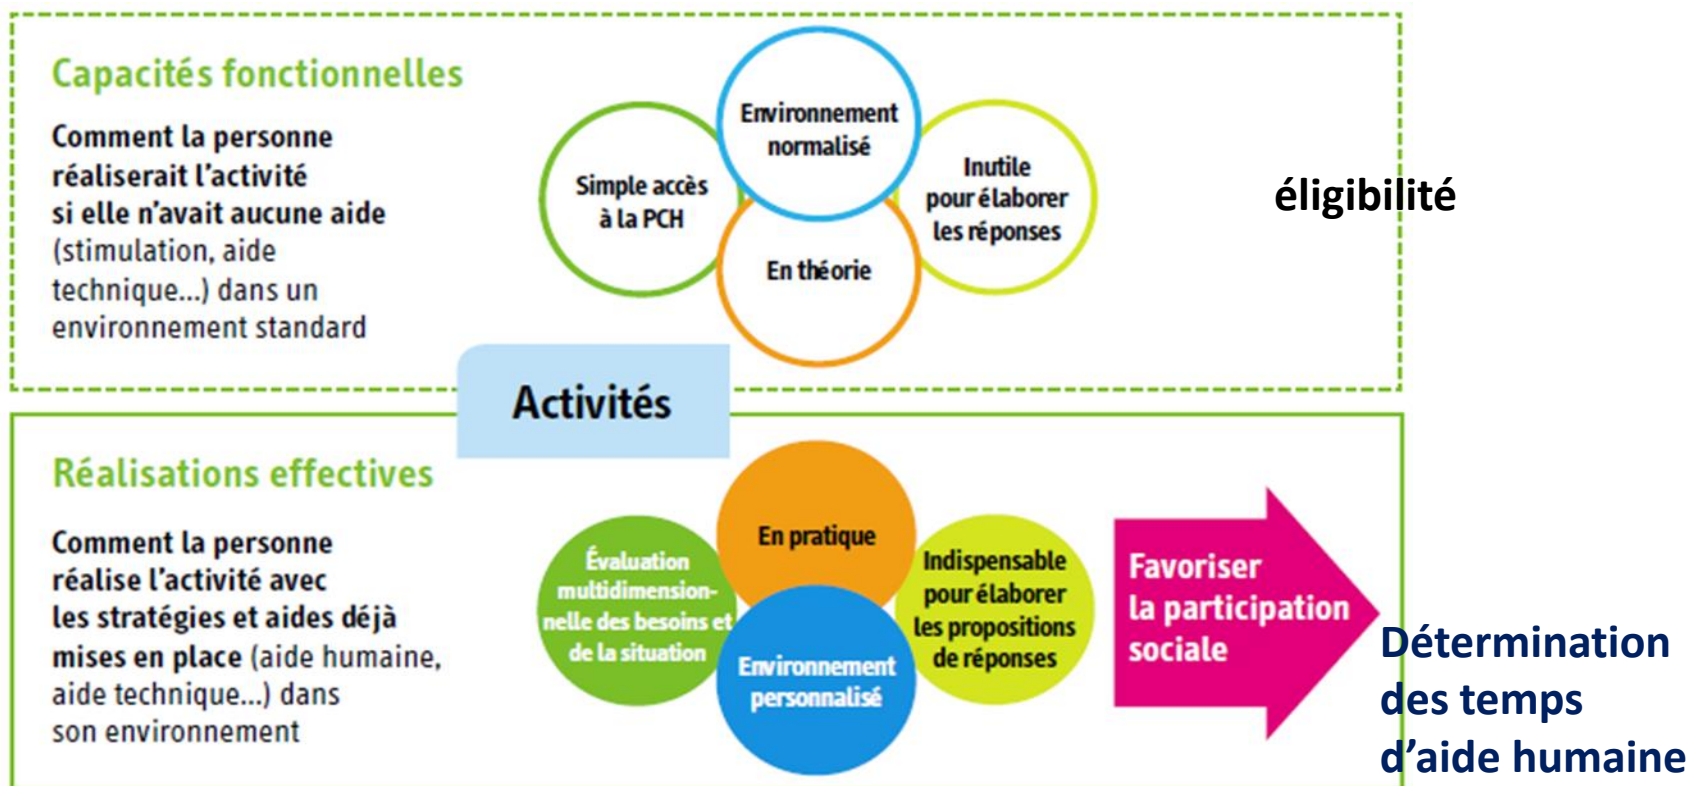 Capacités fonctionnelles
Comment la personne
réaliserait l'activité
si elle n'avait aucune aide
(stimulation, aide
technique...) dans un
environnement standard
Simple accès
à la PCH
Environnement
normalisé
En théorie
Inutile
pour élaborer
les réponses
éligibilité
Activités
Réalisations effectives
Comment la personne
réalise l'activité avec
les stratégies et aides déjà
mises en place (aide humaine,
aide technique...) dans
son environnement
Évaluation
multidimension-
nelle des besoins et
de la situation
En pratique
Environnement
personnalisé
Indispensable
pour élaborer
les propositions
de réponses
Favoriser
la participation
sociale
Détermination
des temps
d'aide humaine